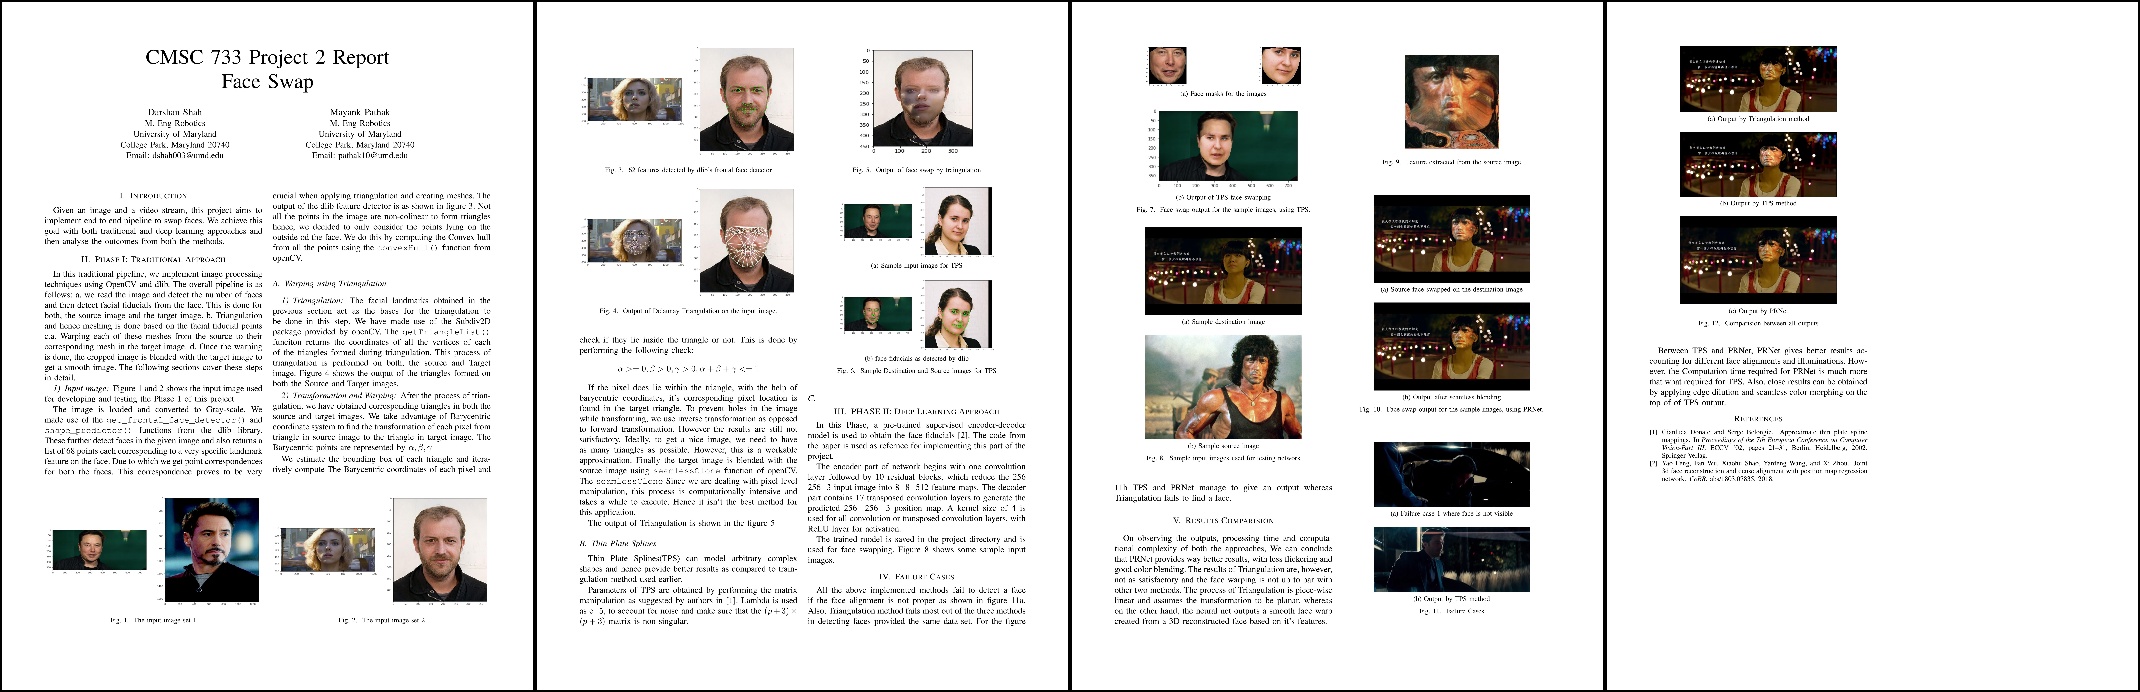 CMSC 733 Project 2 Report
Face Swap
Darshan Shah
M. Eng Robotics
University of Maryland
College Park, Maryland 20740
Email: dshah003@umd.edu
Mayank Pathak
M. Eng Robotics
University of Maryland
College Park, Maryland 20740
Email: pathak10@umd.edu
I. INTRODUCTION
Given an image and a video stream, this project aims to
implement end to end pipeline to swap faces. We achieve this
goal with both traditional and deep learning approaches and
then analyse the outcomes from both the methods.
II. PHASE I: TRADITIONAL APPROACH
In this traditional pipeline, we implement image processing
techniques using OpenCV and dlib. The overall pipeline is as
follows: a. we read the image and detect the number of faces
and then detect facial fiducials from the face. This is done for
both, the source image and the target image. b. Triangulation
and hence meshing is done based on the facial fiducial points
c.a. Warping each of these meshes from the source to their
corresponding mesh in the target image. d. Once the warping
is done, the cropped image is blended with the target image to
get a smooth image. The following sections cover these steps
in detail.
1) Input image: Figure 1 and 2 shows the input image used
for developing and testing the Phase 1 of this project
The image is loaded and converted to Gray-scale. We
made use of the get_frontal_face_detector() and
shape_predictor() functions from the dlib library.
These further detect faces in the given image and also returns a
list of 68 points each corresponding to a very specific landmark
feature on the face. Due to which we get point correspondences
for both the faces. This correspondence proves to be very
Fig. 1. The input image set 1
crucial when applying triangulation and creating meshes. The
output of the dlib feature detector is as shown in figure 3. Not
all the points in the image are non-colinear to form triangles
hence, we decided to only consider the points lying on the
outside od the face. We do this by computing the Convex hull
from all the points using the convexHull() function from
openCV.
A. Warping using Triangulation
1) Triangulation: The facial landmarks obtained in the
previous section act as the bases for the triangulation to
be done in this step. We have made use of the Subdiv2D
package provided by openCV. The getTriangleList()
funciton returns the coordinates of all the vertices of each
of the triangles formed during triangulation. This process of
triangulation is performed on both, the source and Target
image. Figure 4 shows the output of the triangles formed on
both the Source and Target images.
2) Transformation and Warping: After the process of trian-
gulation, we have obtained corresponding triangles in both the
source and target images. We take advantage of Barycentric
coordinate system to find the transformation of each pixel from
triangle in source image to the triangle in target image. The
Barycentric points are represented by α, β, γ
We estimate the bounding box of each triangle and itera-
tively compute The Barycentric coordinates of each pixel and
Fig. 2. The input image set 2
Fig. 3. 62 features detected by dlib's frontal face detector
Fig. 4. Output of Delaunay Triangulation on the input image.
check if they lie inside the triangle or not. This is done by
performing the following check:
If the pixel does lie within the triangle, with the help of
barycentric coordinates, it's corresponding pixel location is
found in the target triangle. To prevent holes in the image
while transforming, we use inverse transformation as opposed
to forward transformation. However the results are still not
satisfactory. Ideally, to get a nice image, we need to have
as many triangles as possible. However, this is a workable
approximation. Finally the target image is blended with the
source image using seamlessClone function of openCV.
The seamlessClone Since we are dealing with pixel level
manipulation, this process is computationally intensive and
takes a while to execute. Hence it isn't the best method for
this application.
The output of Triangulation is shown in the figure 5
B. Thin Plate Splines
Thin Plate Splines(TPS) can model arbitrary complex
shapes and hence provide better results as compared to train-
gulation method used earlier.
Parameters of TPS are obtained by performing the matrix
manipulation as suggested by authors in [1]. Lambda is used
as e-5, to account for noise and make sure that the (p+3) ×
(p + 3) matrix is non singular.
Fig. 5. Output of face swap by triangulation
(a) Sample input image for TPS
(b) face fiducials as detected by dlib
Fig. 6. Sample Destination and Source images for TPS
C.
III. PHASE II: DEEP LEARNING APPROACH
In this Phase, a pre-trained supervised encoder-decoder
model is used to obtain the face fiducials [2]. The code from
the paper is used as refernce for implementing this part of the
project.
The encoder part of network begins with one convolution
layer followed by 10 residual blocks, which reduce the 256
256 3 input image into 8 8 512 feature maps. The decoder
part contains 17 transposed convolution layers to generate the
predicted 256 256 3 position map. A kernel size of 4 is
used for all convolution or transposed convolution layers, with
ReLU layer for activation.
The trained model is saved in the project directory and is
used for face swapping. Figure 8 shows some sample input
images.
IV. FAILURE CASES
All the above implemented methods fail to detect a face
if the face alignment is not proper as shown in figure 11a.
Also, Triangulation method fails most out of the three methods
in detecting faces provided the same data set. For the figure
(a) Face masks for the images
(b) Output of TPS face swapping
Fig. 7. Face swap output for the sample images, using TPS.
(a) Sample destination image
(b) Sample source image
Fig. 8. Sample input images used for testing network
11b TPS and PRNet manage to give an output whereas
Triangulation fails to find a face.
V. RESULTS COMPARISION
On observing the outputs, processing time and computa-
tional complexity of both the approaches, We can conclude
that PRNet provides way better results, with less flickering and
good color blending. The results of Triangulation are, however,
not as satisfactory and the face warping is not up to par with
other two methods. The process of Triangulation is piece-wise
linear and assumes the transformation to be planar, whereas
on the other hand, the neural net outputs a smooth face warp
created from a 3D reconstructed face based on it's features.
Fig. 9. Texture extracted from the source image.
(a) Source face swapped on the destination image
(b) Output after seamless blending
Fig. 10. Face swap output for the sample images, using PRNet.
(a) Failure case 1 where face is not visible
(b) Output by TPS method
Fig. 11. Failure Cases
(a) Output by Triangulation method
(b) Output by TPS method
(c) Output by PRNet
Fig. 12. Comparison between all outputs
Between TPS and PRNet, PRNet gives better results ac-
counting for different face alignments and illuminations. How-
ever, the Computation time required for PRNet is much more
that what required for TPS. Also, close results can be obtained
by applying edge dilation and seamless color morphing on the
top of of TPS output.
REFERENCES
[1] Gianluca Donato and Serge Belongie. Approximate thin plate spline
mappings. In Proceedings of the 7th European Conference on Computer
Vision-Part III, ECCV '02, pages 21–31, Berlin, Heidelberg, 2002.
Springer-Verlag.
[2] Yao Feng, Fan Wu, Xiaohu Shao, Yanfeng Wang, and Xi Zhou. Joint
3d face reconstruction and dense alignment with position map regression
network. CoRR, abs/1803.07835, 2018.